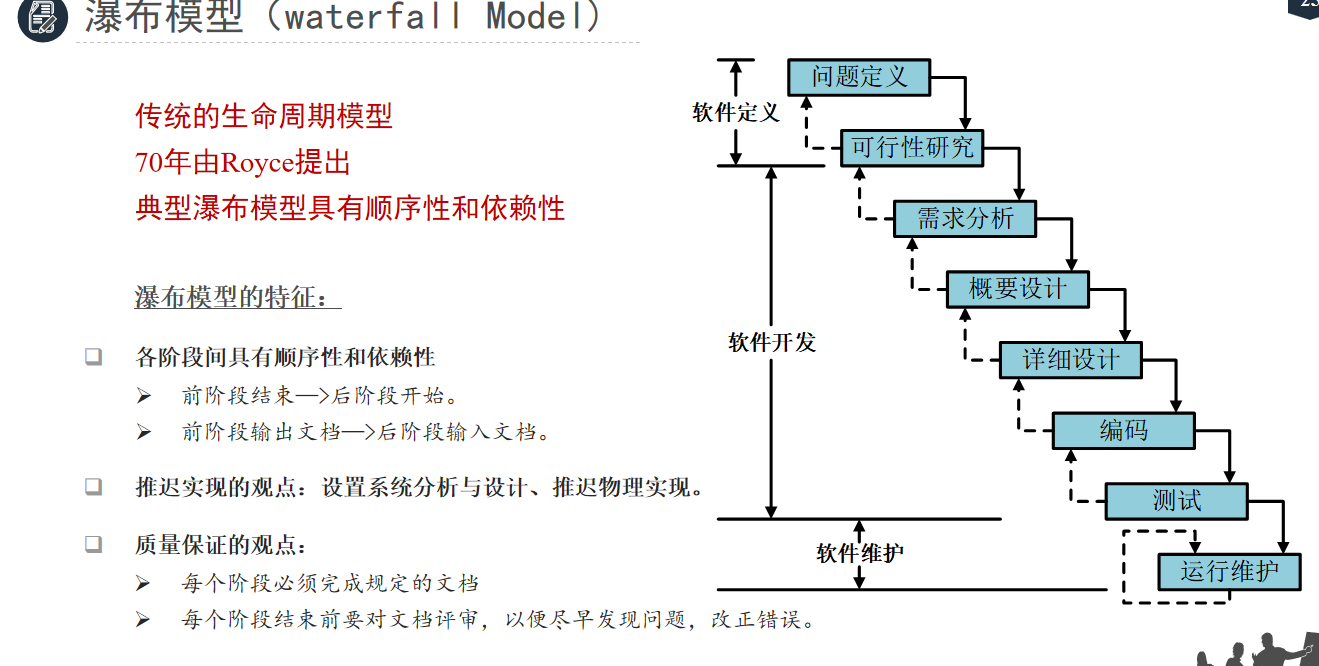 瀑布模型（waterfall Model）
传统的生命周期模型
70年由Royce提出
典型瀑布模型具有顺序性和依赖性
瀑布模型的特征：
各阶段间具有顺序性和依赖性
前阶段结束—>后阶段开始。
前阶段输出文档—>后阶段输入文档。
推迟实现的观点：设置系统分析与设计、推迟物理实现。
质量保证的观点：
每个阶段必须完成规定的文档
每个阶段结束前要对文档评审，以便尽早发现问题，改正错误。
软件定义
软件开发
软件维护
问题定义
可行性研究
需求分析
概要设计
详细设计
编码
测试
运行维护